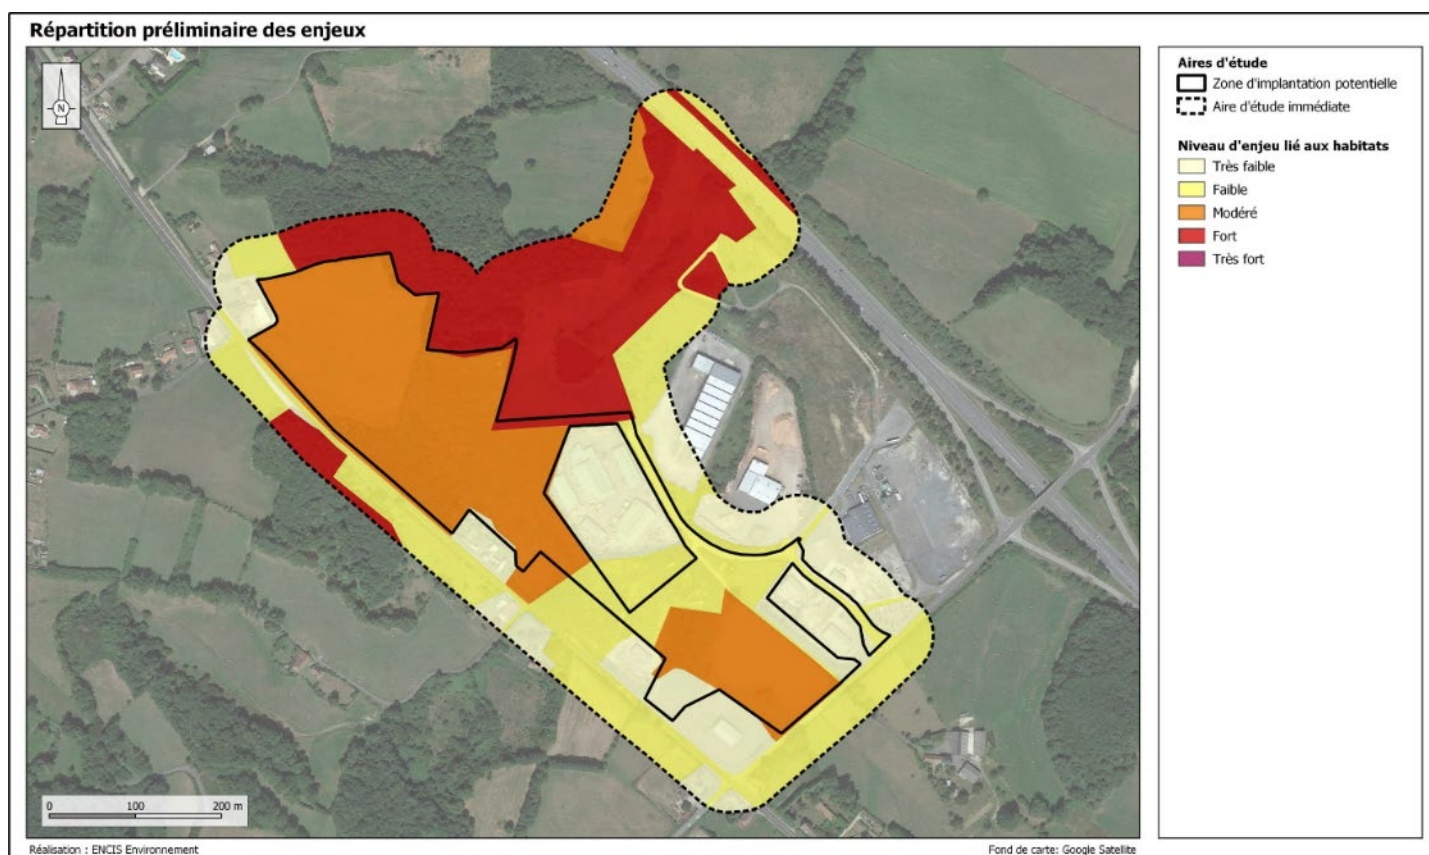 Répartition préliminaire des enjeux
N
Aires d'étude
Zone d'implantation potentielle
Aire d'étude immédiate
Niveau d'enjeu lié aux habitats
Très faible
Faible
Modéré
Fort
Très fort
0 100 200 m
Réalisation : ENCIS Environnement
Fond de carte: Google Satellite